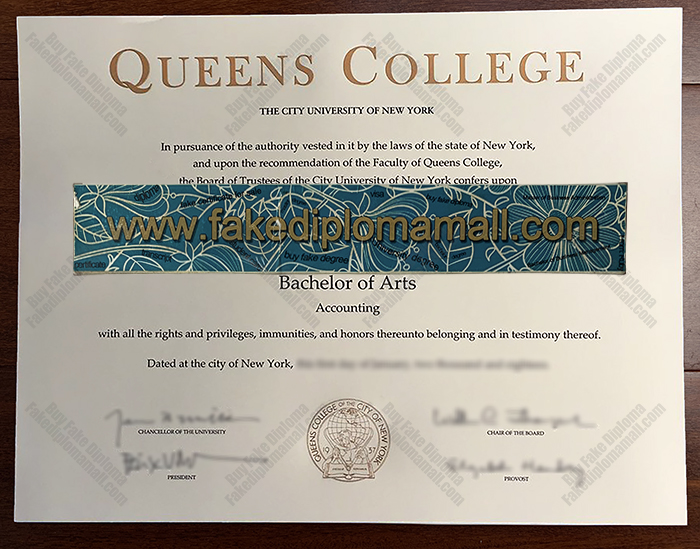 QUEENS COLLEGE
THE CITY UNIVERSITY OF NEW YORK
In pursuance of the authority vested in it by the laws of the state of New York,
and upon the recommendation of the Faculty of Queens College,
the Board of Trustees of the City University of New York confers upon
www.fakediplomamall.com
buy fake degree
Bachelor of Arts
Accounting
with all the rights and privileges, immunities, and honors thereunto belonging and in testimony thereof.
Dated at the city of New York,
CHANCELLOR OF THE UNIVERSITY
CHAIR OF THE BOARD
QUEENS COLLEGE OF THE CITY OF NEW YORK
1937
PRESIDENT
PROVOST
Buy Fake Diploma
Fakediplomamall.com